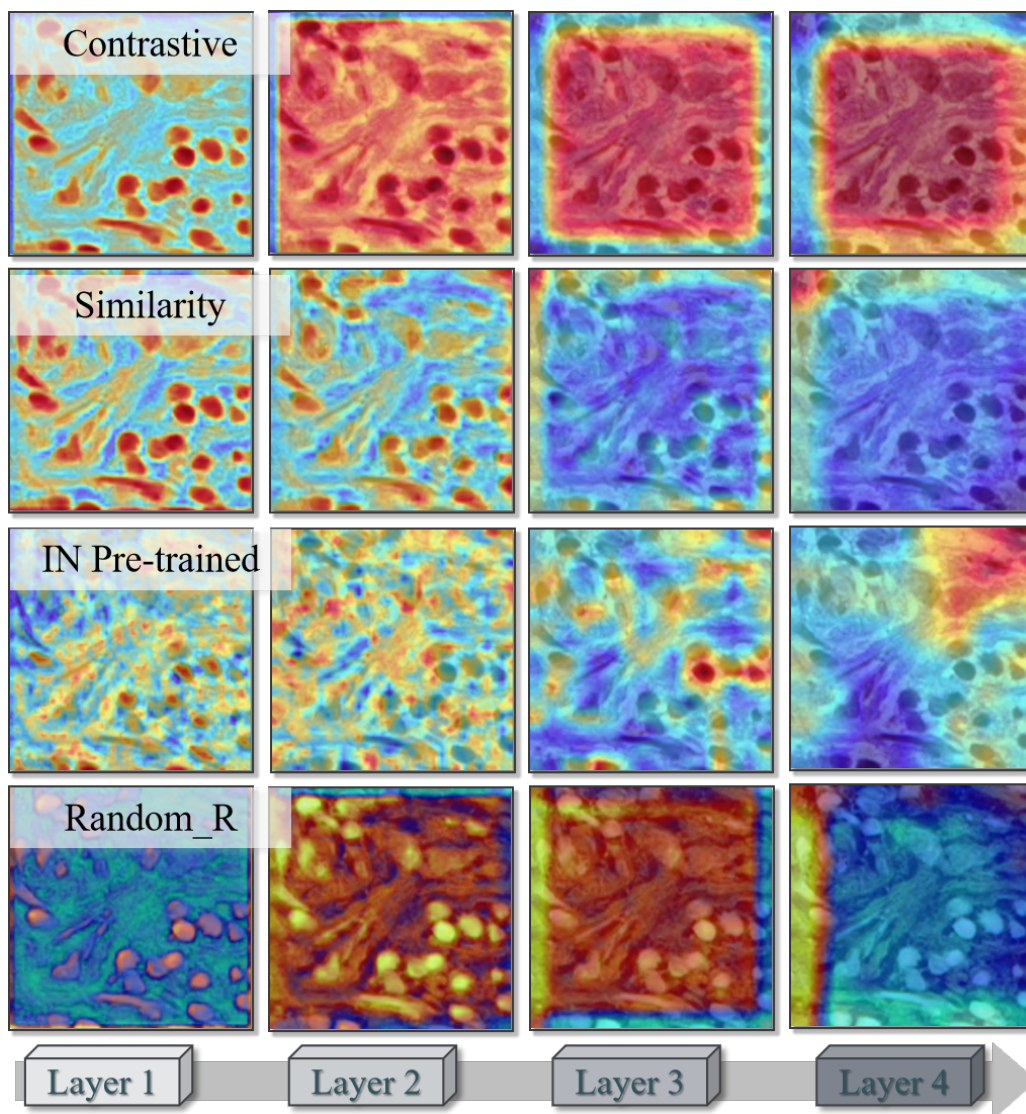 Contrastive
Similarity
IN Pre-trained
Random_R
Layer 1
Layer 2
Layer 3
Layer 4